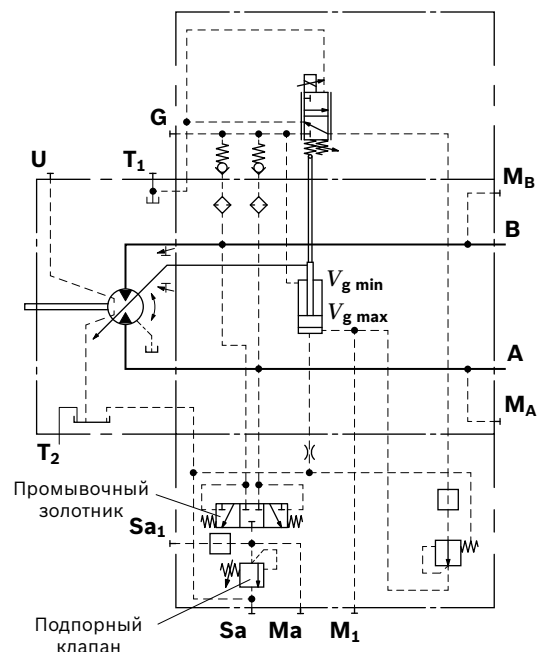 G
U
T1
MB
B
Vg min
Vg max
A
MA
T2
Промывочный
золотник
Sa1
Подпорный
клапан
Sa
Ma
M1